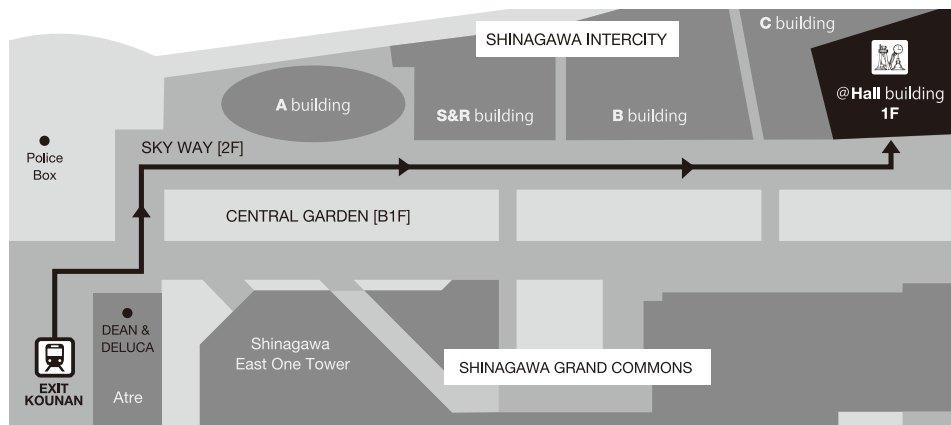 C building
SHINAGAWA INTERCITY
@Hall building
1F
A building
S&R building
B building
Police
Box
SKY WAY [2F]
CENTRAL GARDEN [B1F]
DEAN &
DELUCA
Shinagawa
East One Tower
SHINAGAWA GRAND COMMONS
EXIT
KOUNAN
Atre